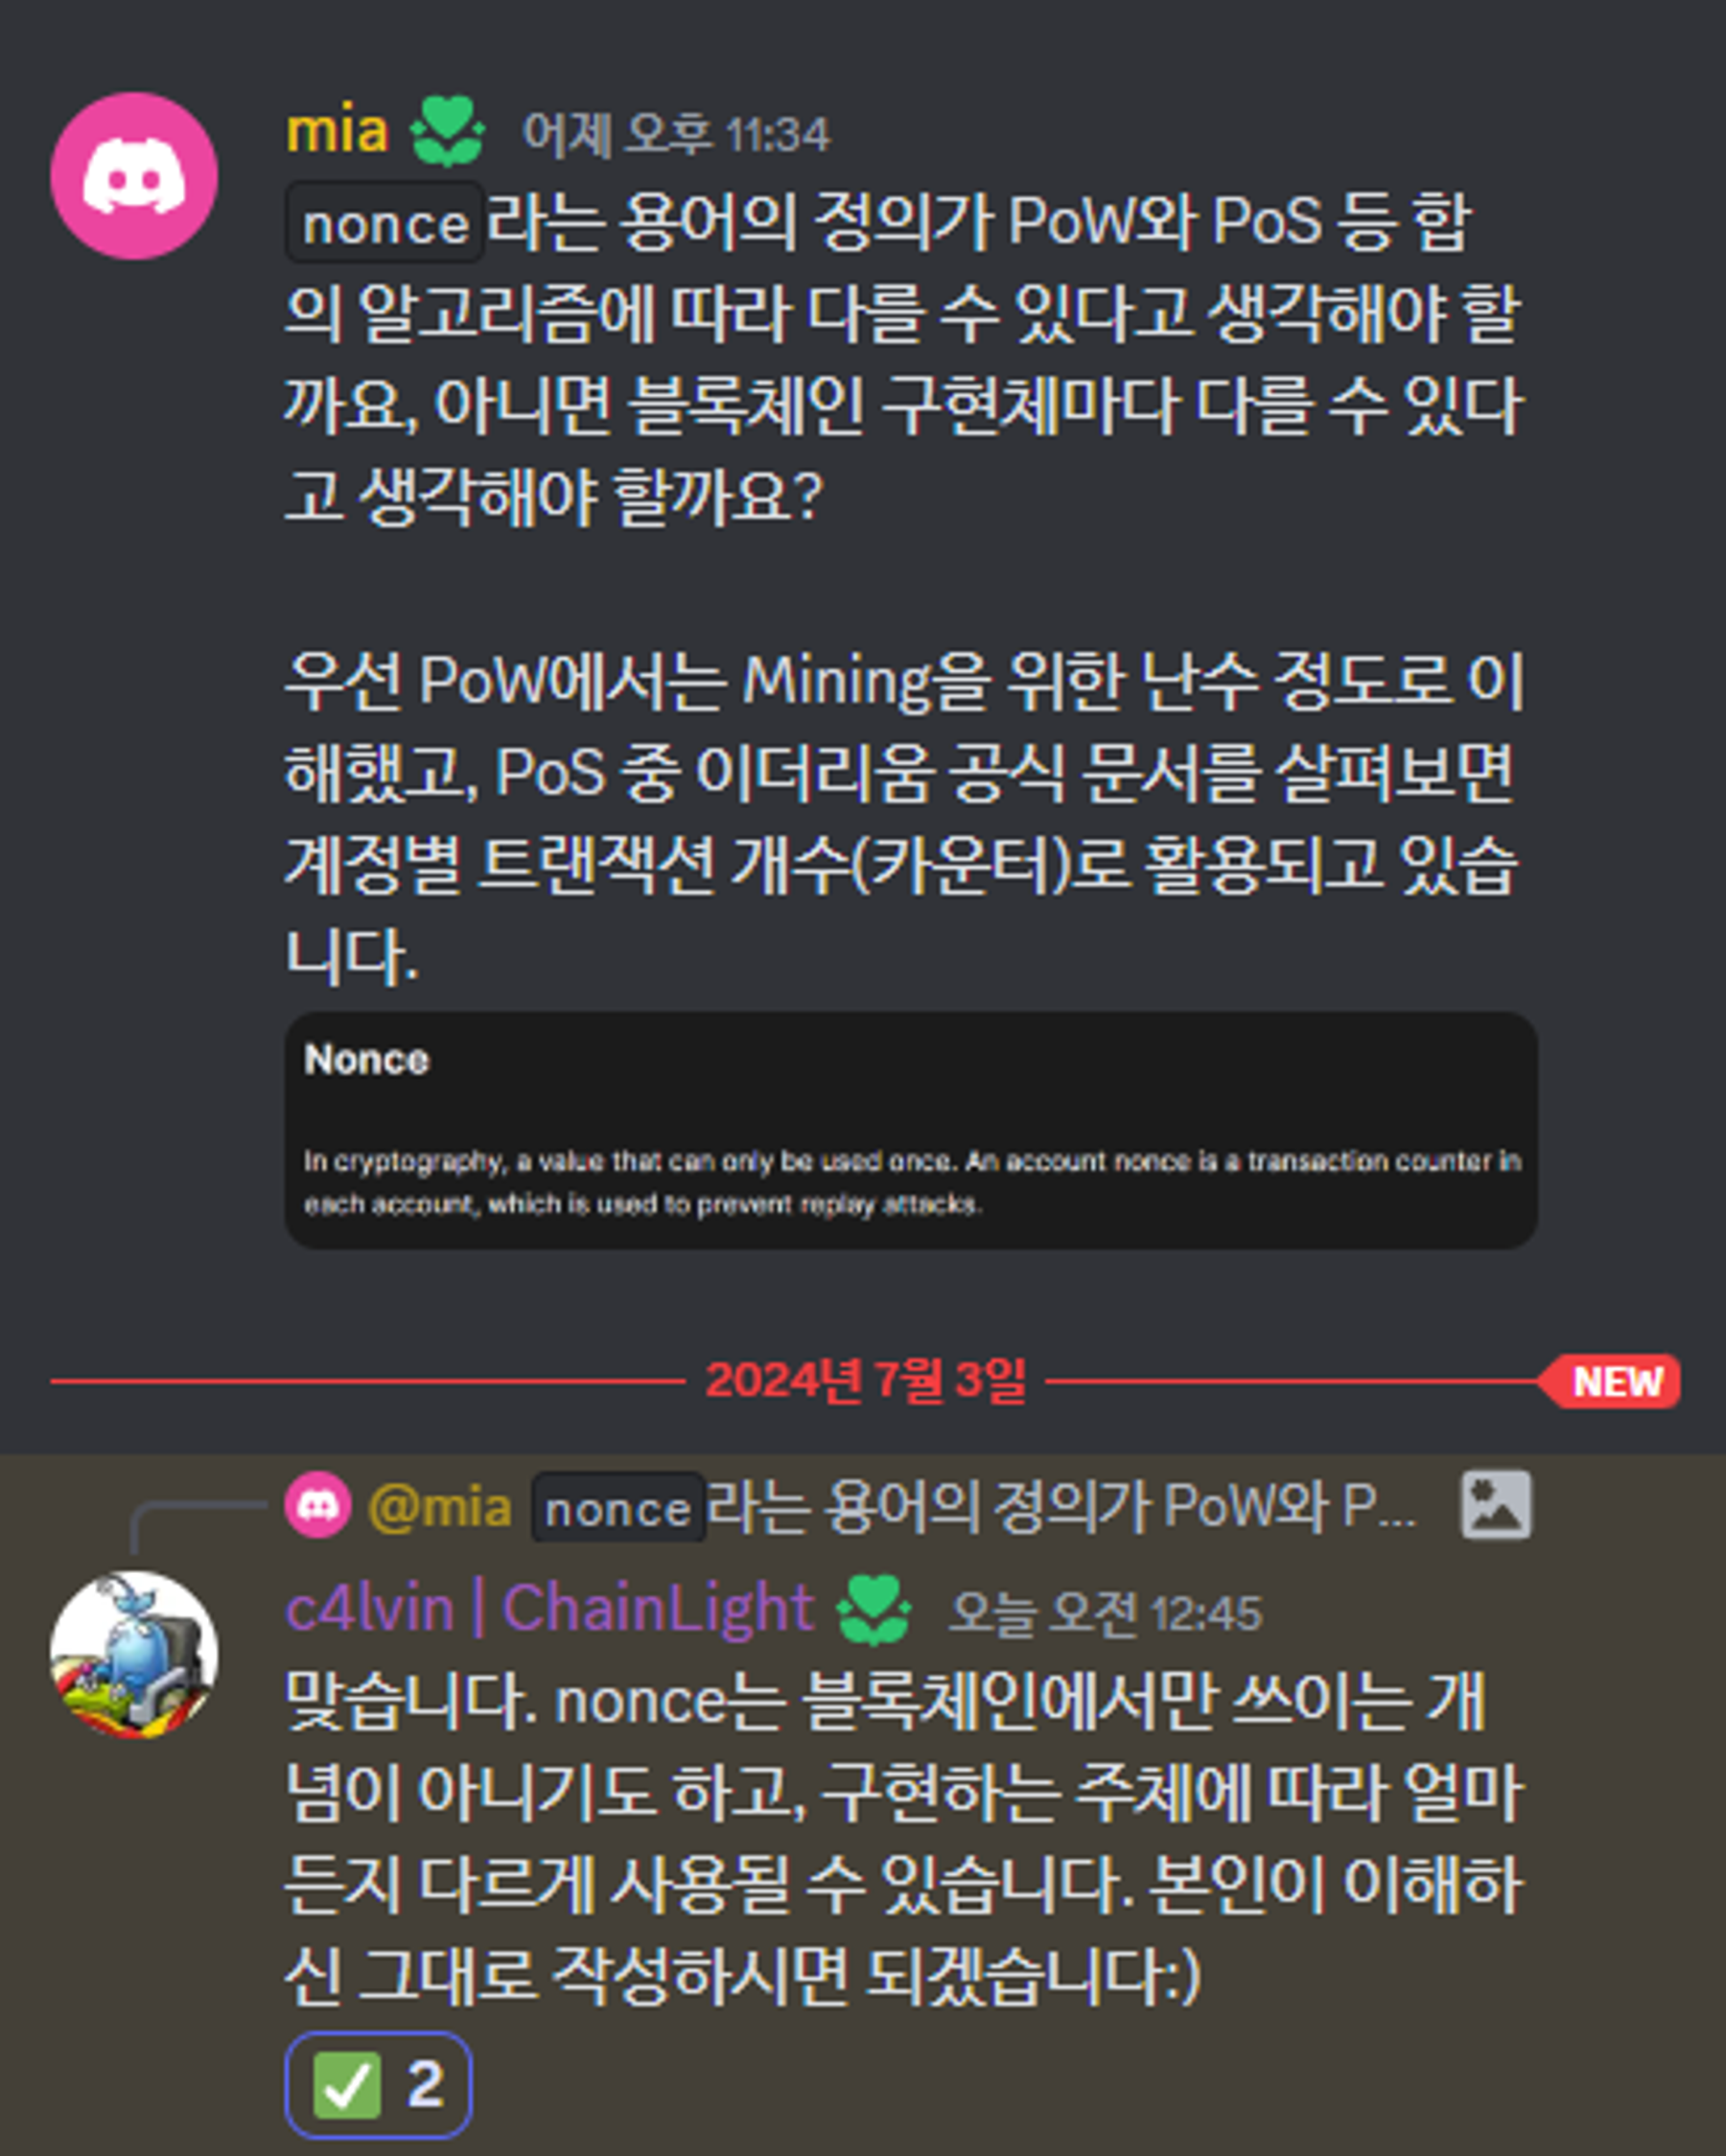 mia 어제 오후 11:34
nonce라는 용어의 정의가 PoW와 PoS 등 합
의 알고리즘에 따라 다를 수 있다고 생각해야 할
까요, 아니면 블록체인 구현체마다 다를 수 있다
고 생각해야 할까요?
우선 PoW에서는 Mining을 위한 난수 정도로 이
해했고, PoS 중 이더리움 공식 문서를 살펴보면
계정별 트랜잭션 개수(카운터)로 활용되고 있습
니다.
Nonce
In cryptography, a value that can only be used once. An account nonce is a transaction counter in
each account, which is used to prevent replay attacks.
2024년 7월 3일 NEW
@mia nonce라는 용어의 정의가 PoW와 P...
c4lvin | ChainLight 오늘 오전 12:45
맞습니다. nonce는 블록체인에서만 쓰이는 개
념이 아니기도 하고, 구현하는 주체에 따라 얼마
든지 다르게 사용될 수 있습니다. 본인이 이해하
신 그대로 작성하시면 되겠습니다:)
2